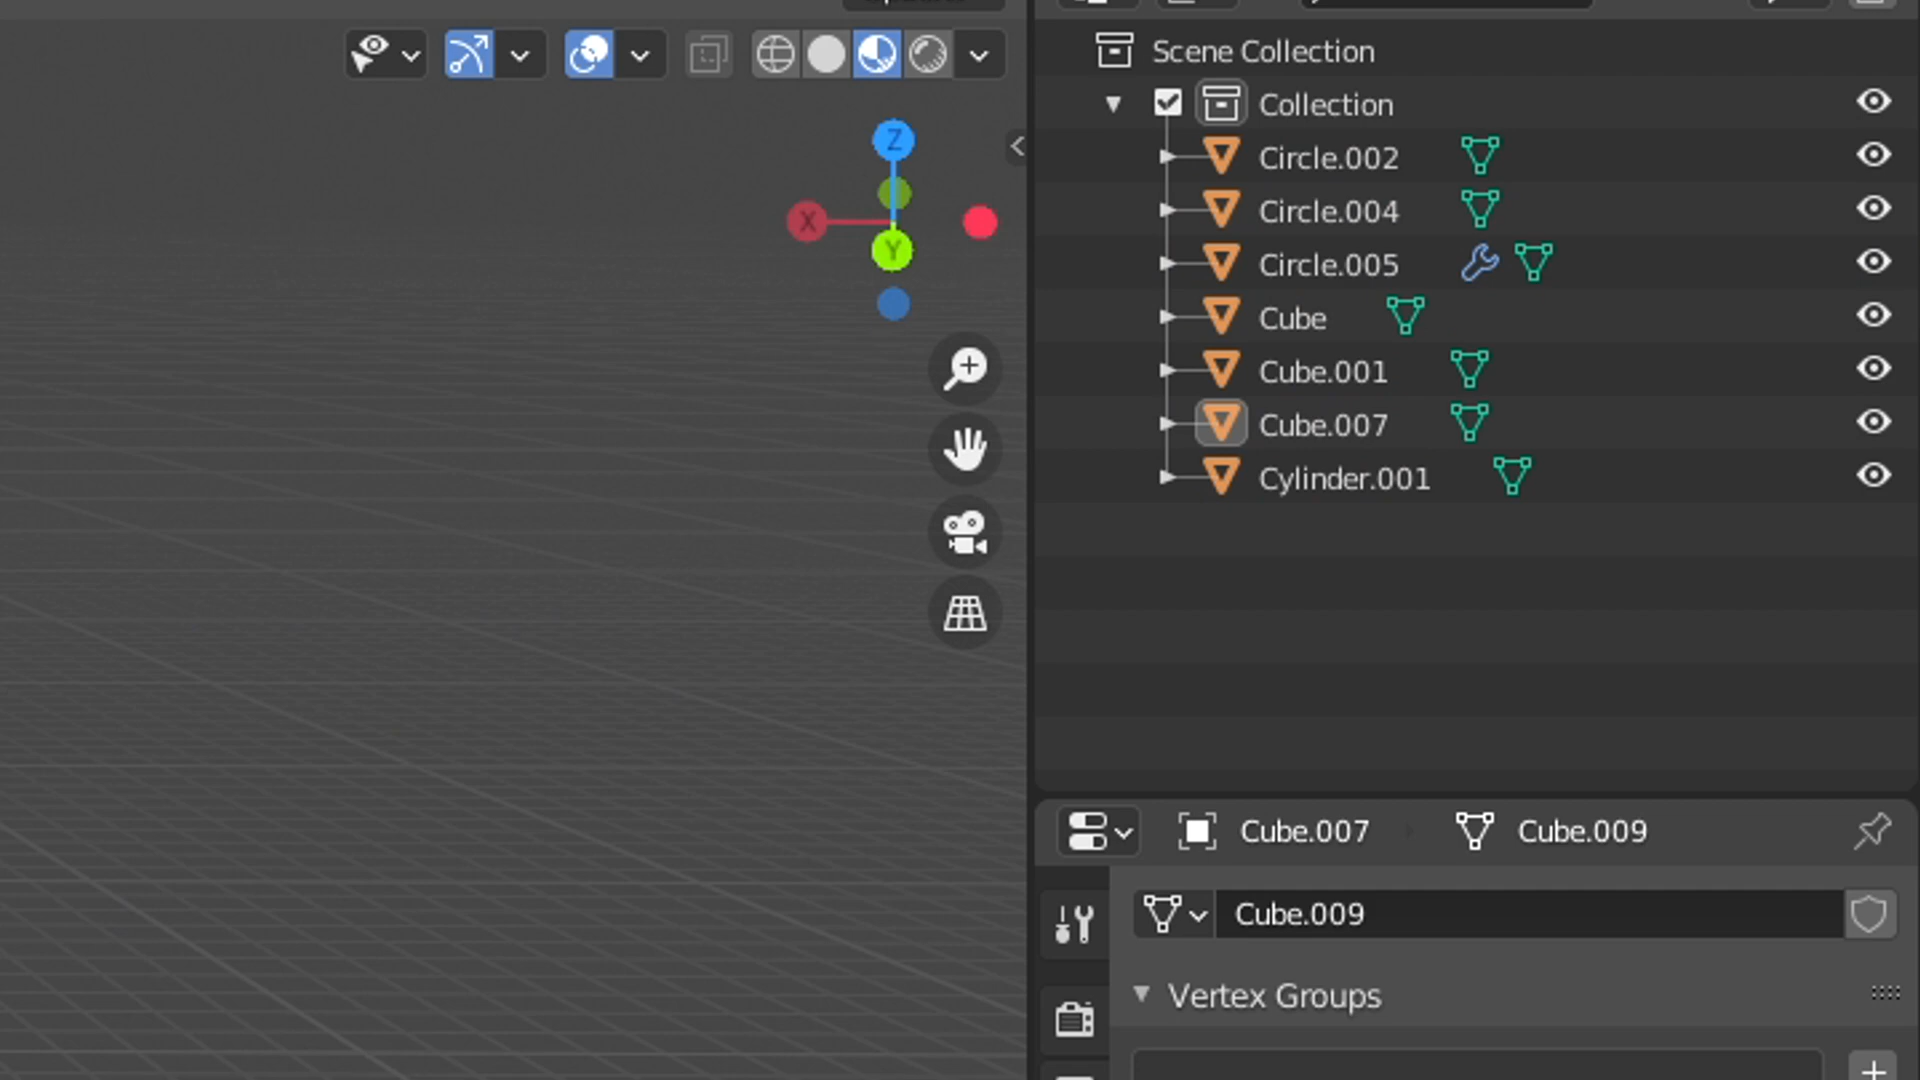 Scene Collection
Collection
Circle.002
Circle.004
Circle.005
Cube
Cube.001
Cube.007
Cylinder.001
Z
X
Y
Cube.007 Cube.009
Cube.009
Vertex Groups